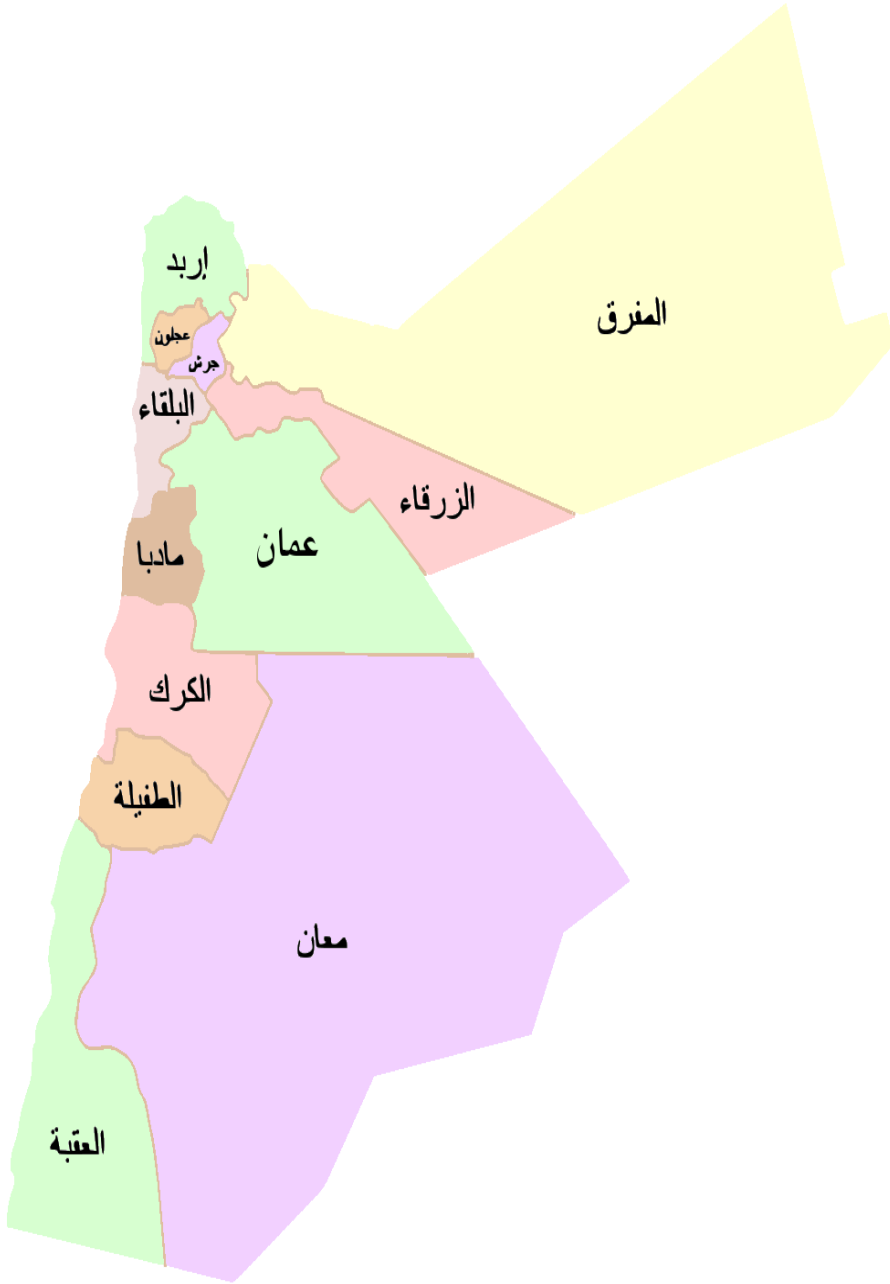 إربد
المفرق
عجلون
جرش
البلقاء
الزرقاء
عمان
مادبا
الكرك
الطفيلة
معان
العقبة